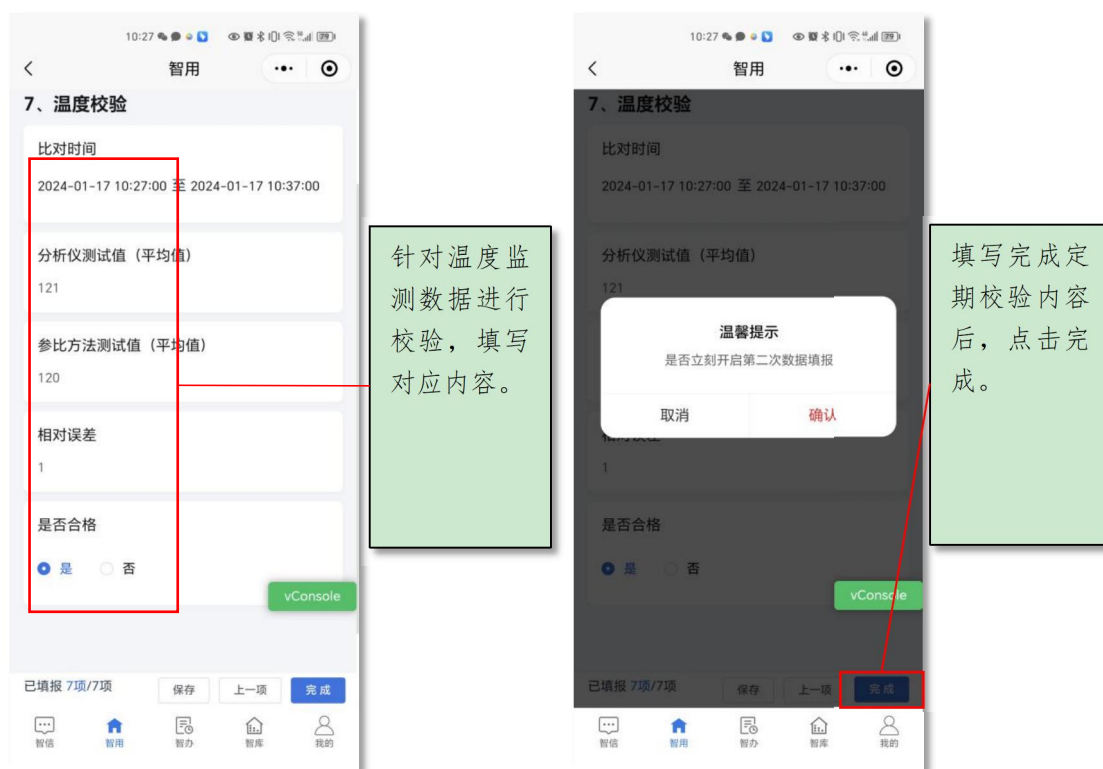 10:27
79
智用
7、温度校验
比对时间
2024-01-17 10:27:00 至 2024-01-17 10:37:00
分析仪测试值（平均值）
121
参比方法测试值（平均值）
120
相对误差
1
是否合格
是 否
vConsole
已填报 7项/7项
保存 上一项 完成
智信 智用 智办 智库 我的
针对温度监
测数据进行
校验，填写
对应内容。
10:27
79
智用
7、温度校验
比对时间
2024-01-17 10:27:00 至 2024-01-17 10:37:00
分析仪测试值（平均值）
121
温馨提示
是否立刻开启第二次数据填报
取消 确认
相对误差
1
是否合格
是 否
vConsole
已填报 7项/7项
保存 上一项 完成
智信 智用 智办 智库 我的
填写完成定
期校验内容
后，点击完
成。